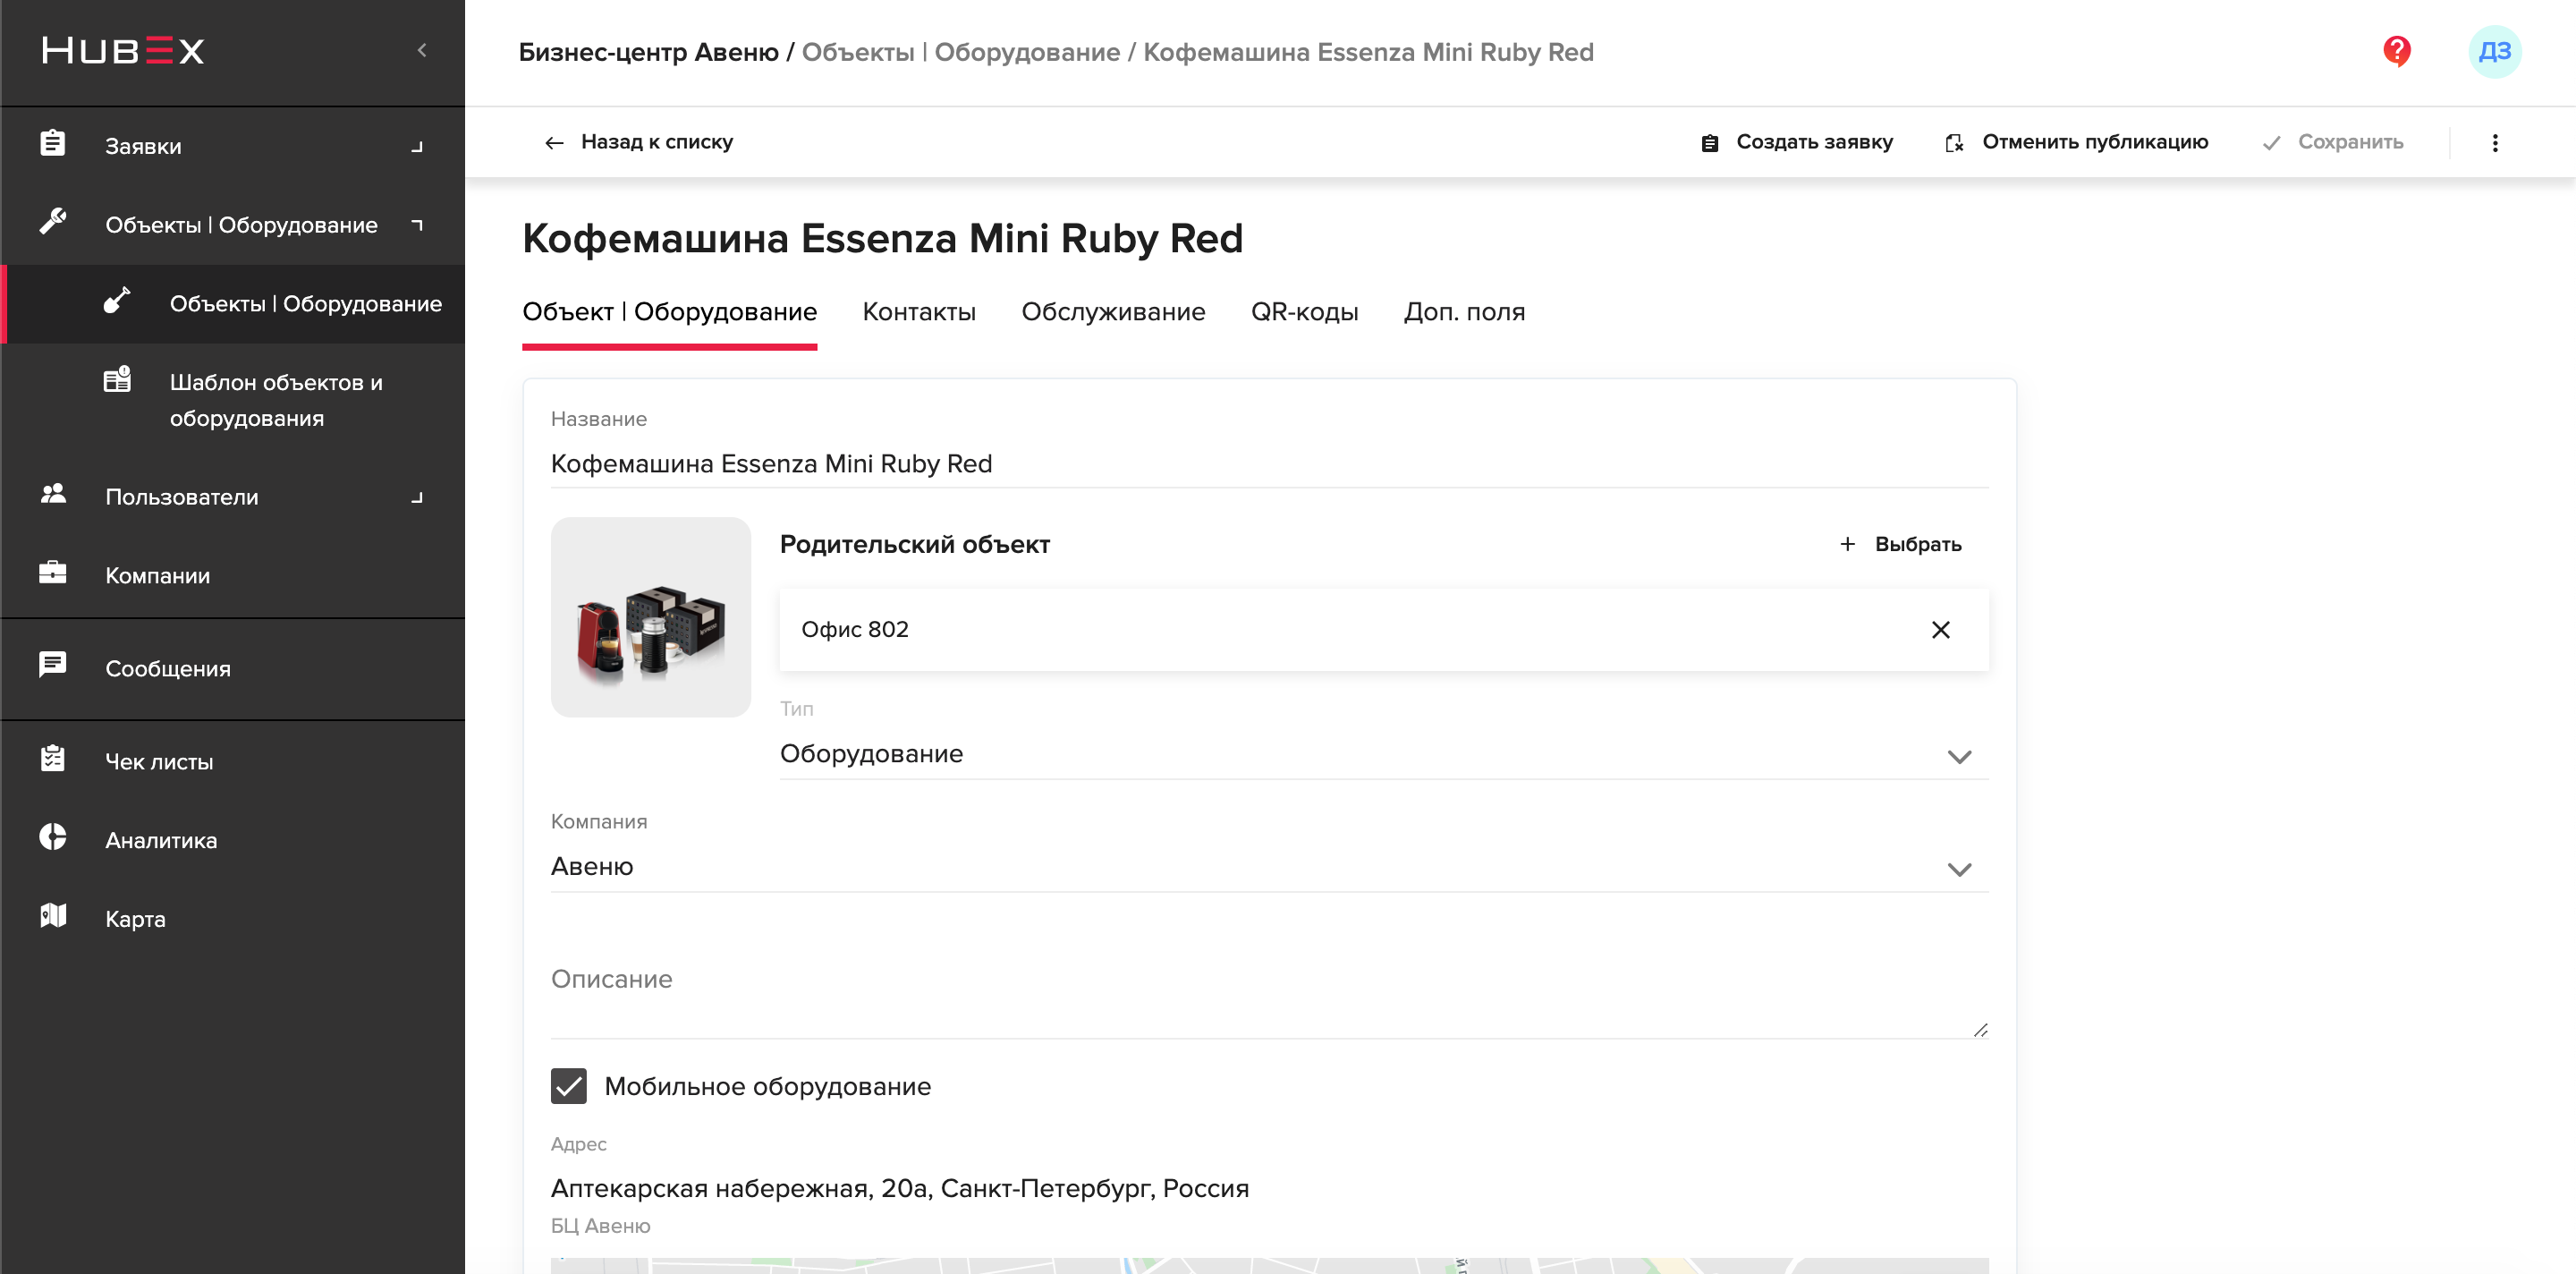 HUBEX
Бизнес-центр Авеню / Объекты | Оборудование / Кофемашина Essenza Mini Ruby Red
?
ДЗ
Заявки
Объекты | Оборудование
Объекты | Оборудование
Шаблон объектов и
оборудования
Пользователи
Компании
Сообщения
Чек листы
Аналитика
Карта
Назад к списку
Создать заявку
Отменить публикацию
Сохранить
Кофемашина Essenza Mini Ruby Red
Объект | Оборудование
Контакты
Обслуживание
QR-коды
Доп. поля
Название
Кофемашина Essenza Mini Ruby Red
Родительский объект
+ Выбрать
Офис 802
Тип
Оборудование
Компания
Авеню
Описание
Мобильное оборудование
Адрес
Аптекарская набережная, 20а, Санкт-Петербург, Россия
БЦ Авеню